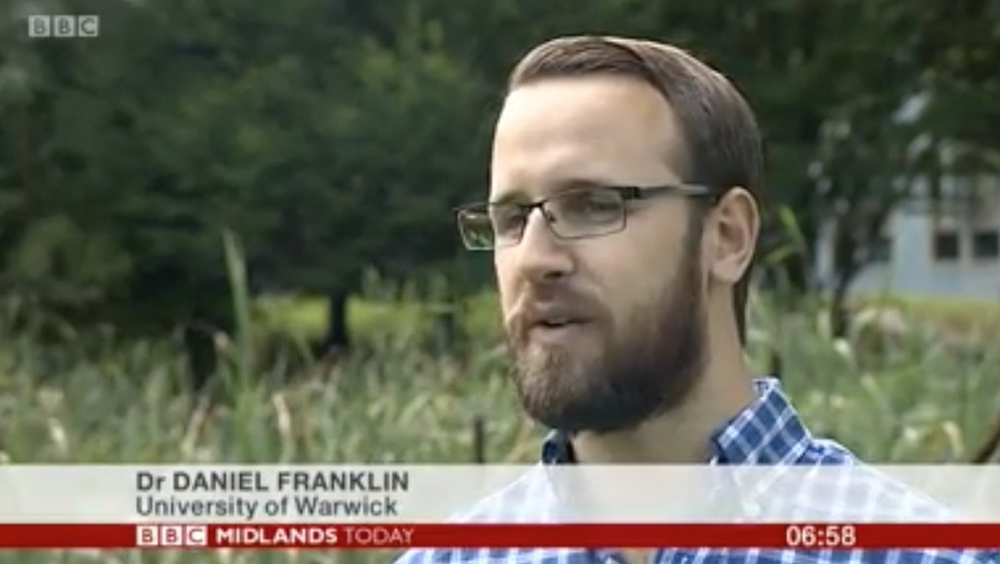 BBC
Dr DANIEL FRANKLIN
University of Warwick
BBC MIDLANDS TODAY 06:58